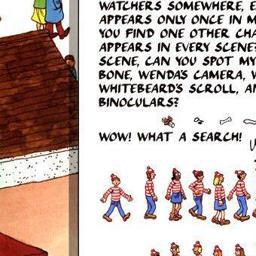 WATCHERS SOMEWHERE, E
APPEARS ONLY ONCE IN M
YOU FIND ONE OTHER CHA
APPEARS IN EVERY SCENE?
SCENE, CAN YOU SPOT MY
BONE, WENDA'S CAMERA, W
WHITEBEARD'S SCROLL, AN
BINOCULARS?
WOW! WHAT A SEARCH!